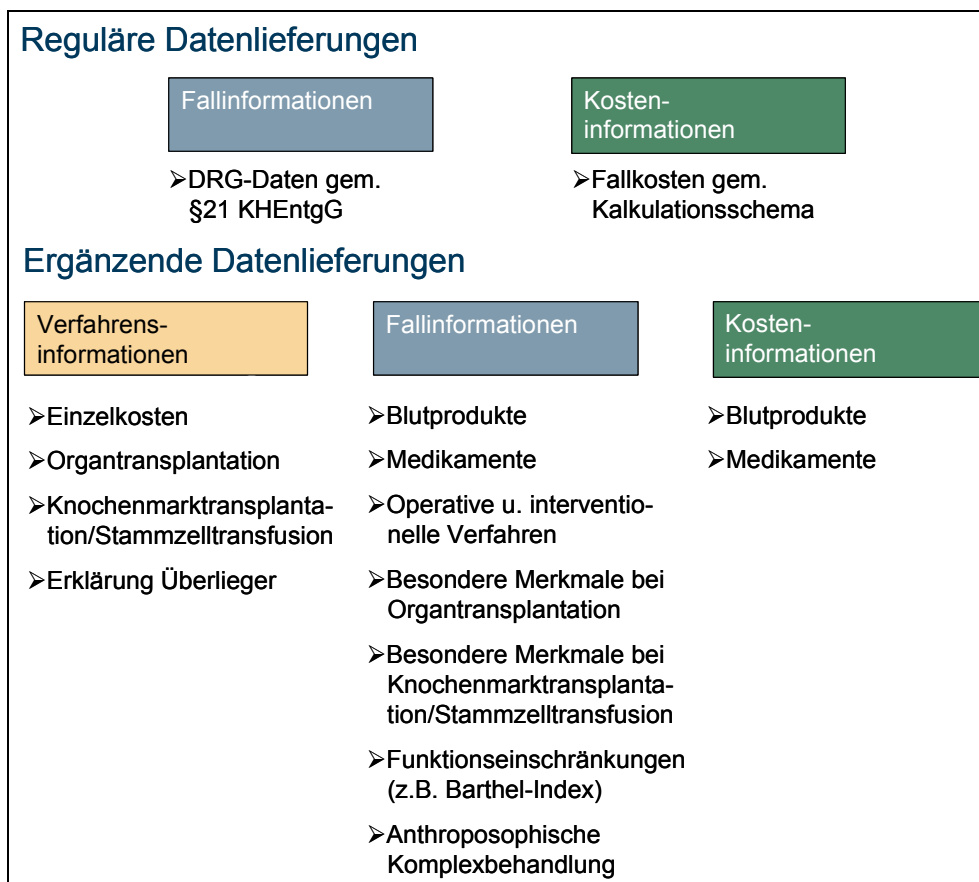 Reguläre Datenlieferungen
Fallinformationen
➢DRG-Daten gem.
§21 KHEntgG
Kosten-
informationen
➢Fallkosten gem.
Kalkulationsschema
Ergänzende Datenlieferungen
Verfahrens-
informationen
➢Einzelkosten
➢Organtransplantation
➢Knochenmarktransplanta-
tion/Stammzelltransfusion
➢Erklärung Überlieger
Fallinformationen
➢Blutprodukte
➢Medikamente
➢Operative u. interventio-
nelle Verfahren
➢Besondere Merkmale bei
Organtransplantation
➢Besondere Merkmale bei
Knochenmarktransplanta-
tion/Stammzelltransfusion
➢Funktionseinschränkungen
(z.B. Barthel-Index)
➢Anthroposophische
Komplexbehandlung
Kosten-
informationen
➢Blutprodukte
➢Medikamente